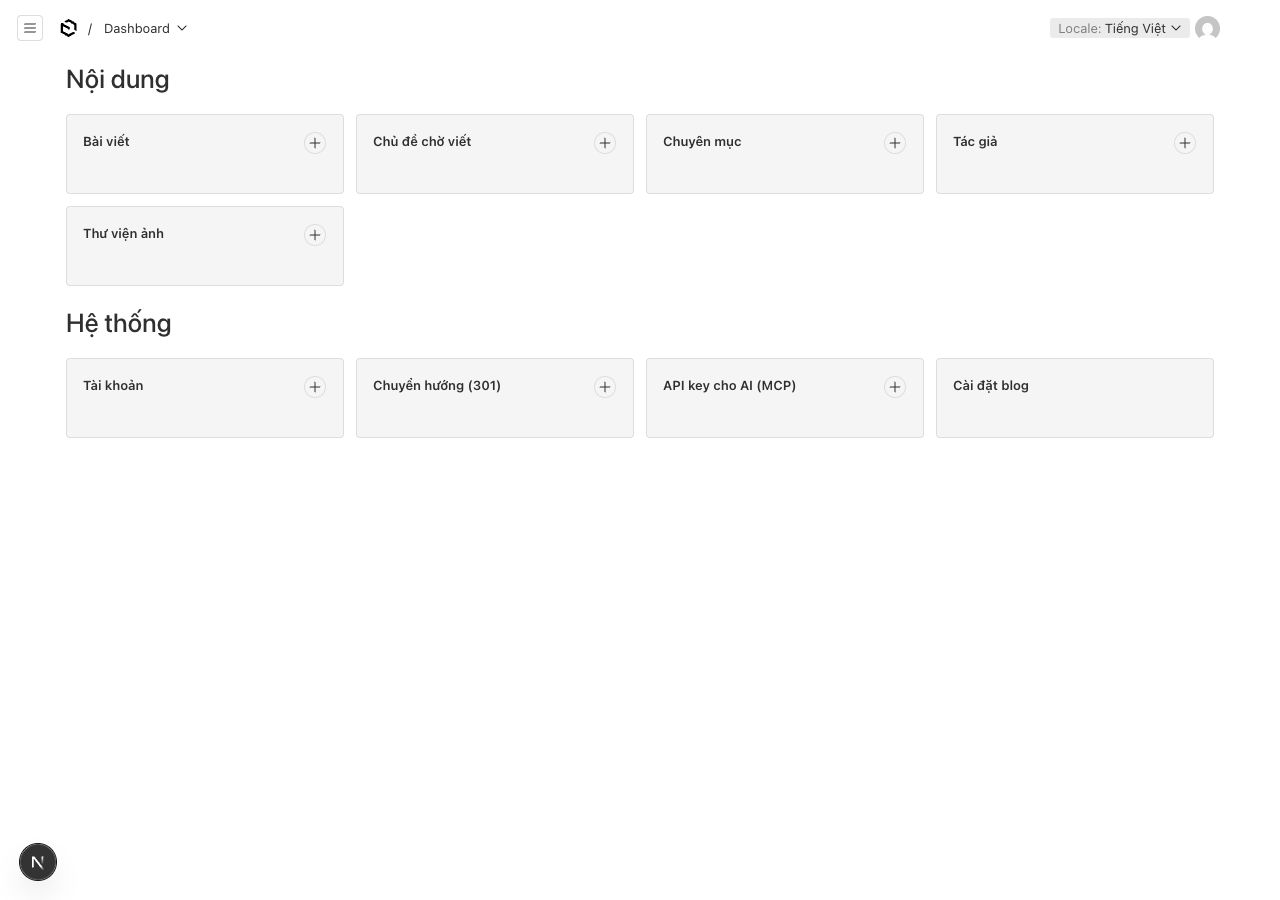 / Dashboard
Locale: Tiếng Việt
Nội dung
Bài viết
Chủ đề chờ viết
Chuyên mục
Tác giả
Thư viện ảnh
Hệ thống
Tài khoản
Chuyển hướng (301)
API key cho AI (MCP)
Cài đặt blog
N